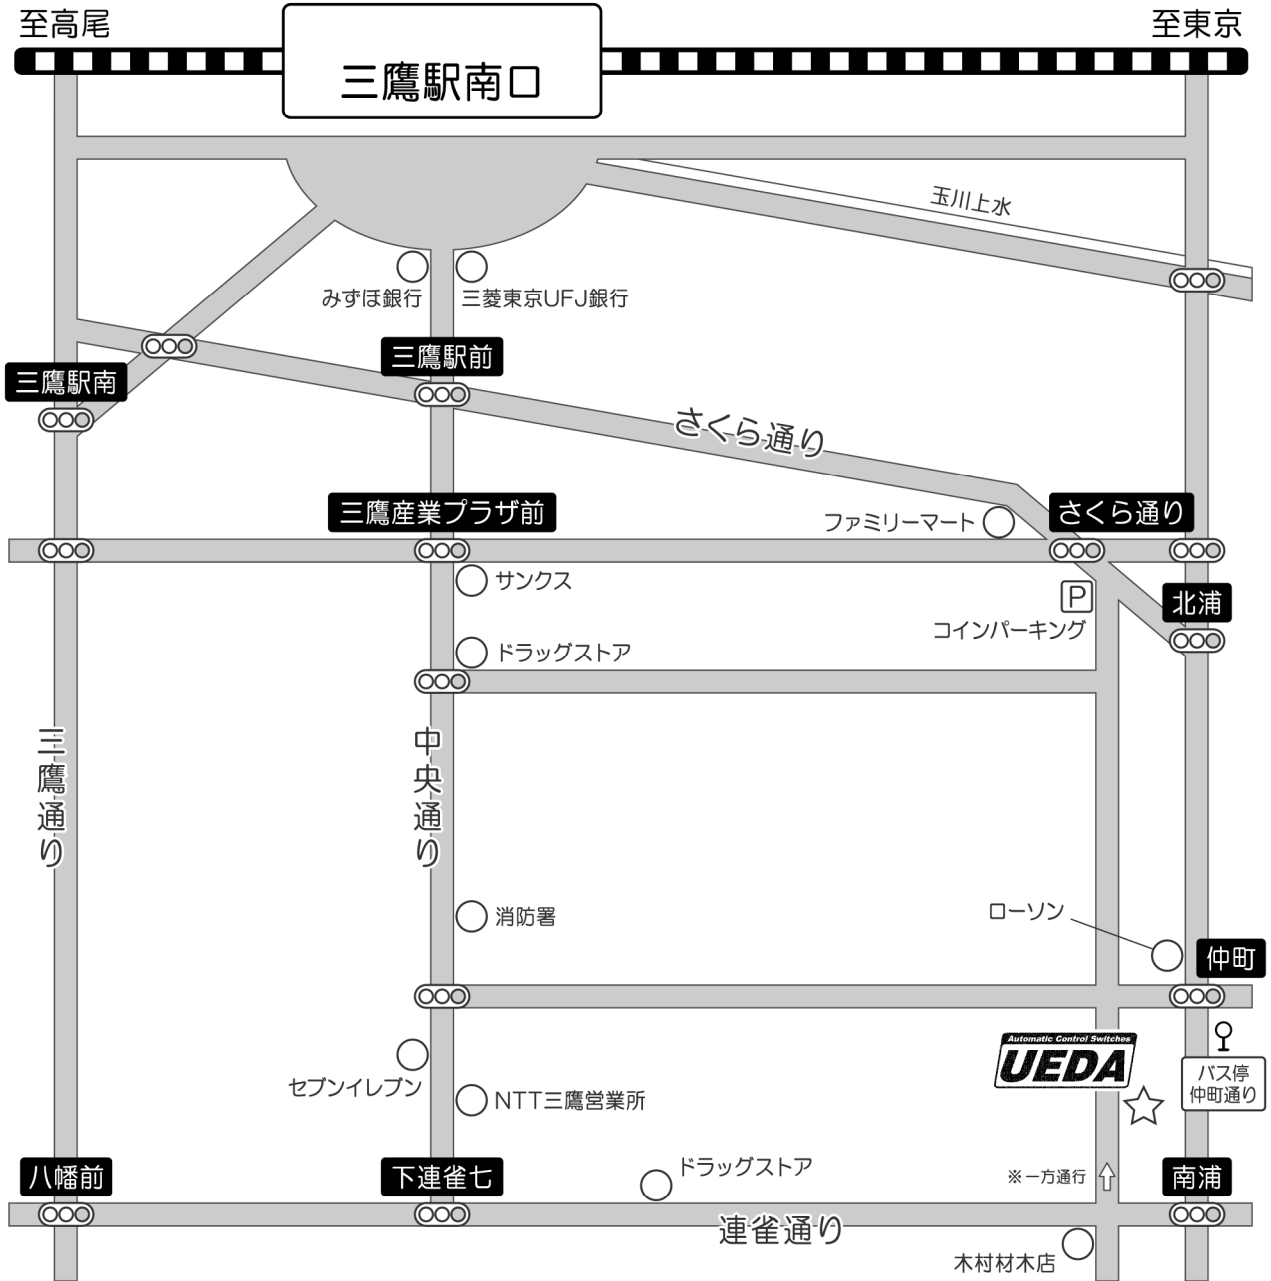 至高尾
至東京
三鷹駅南口
玉川上水
みずほ銀行
三菱東京UFJ銀行
三鷹駅前
三鷹駅南
さくら通り
三鷹産業プラザ前
ファミリーマート
さくら通り
サンクス
P
コインパーキング
北浦
ドラッグストア
三鷹通り
中央通り
消防署
ローソン
仲町
Automatic Control Switches
UEDA
セブンイレブン
NTT三鷹営業所
バス停
仲町通り
八幡前
下連雀七
ドラッグストア
※一方通行
南浦
連雀通り
木村材木店